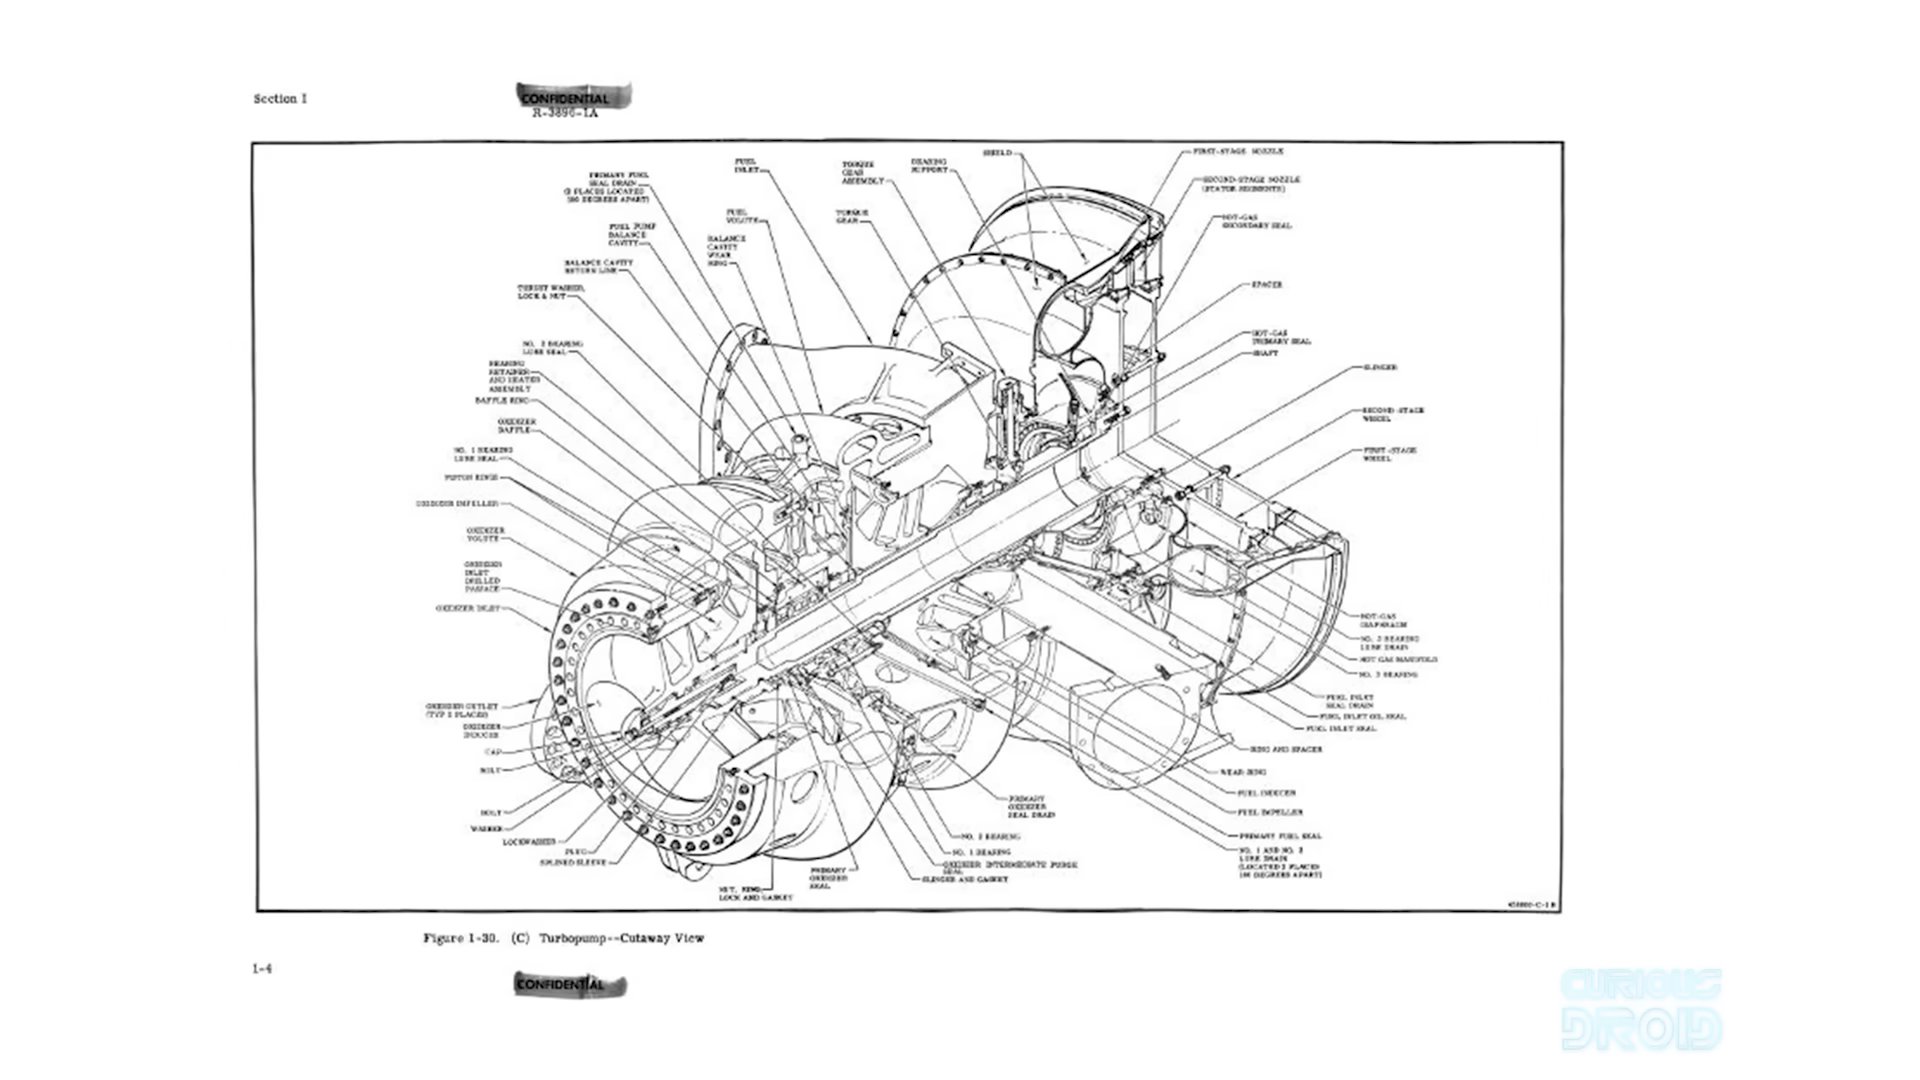 Section I
CONFIDENTIAL
R-3896-1A
PRIMARY FUEL
SEAL DRAIN
(2 PLACES LOCATED
180 DEGREES APART)
FUEL PUMP
BALANCE
CAVITY
BALANCE CAVITY
RETURN LINE
THRUST WASHER,
LOCK & NUT
NO. 2 BEARING
LUBE SEAL
BEARING
RETAINER
AND HEATER
ASSEMBLY
BAFFLE RING
OXIDIZER
BAFFLE
NO. 1 BEARING
LUBE SEAL
PISTON RINGS
OXIDIZER IMPELLER
OXIDIZER
VOLUTE
OXIDIZER
INLET
DRILLED
PASSAGE
OXIDIZER INLET
OXIDIZER OUTLET
(TYP 2 PLACES)
OXIDIZER
INDUCER
CAP
BOLT
BOLT
WASHER
LOCKWASHER
PLUG
SPLINED SLEEVE
FUEL
INLET
FUEL
VOLUTE
BALANCE
CAVITY
WEAR
RING
TORQUE
GEAR
ASSEMBLY
TORQUE
GEAR
BEARING
SUPPORT
SHIELD
FIRST-STAGE NOZZLE
SECOND-STAGE NOZZLE
(STATOR SEGMENTS)
HOT-GAS
SECONDARY SEAL
SPACER
HOT-GAS
PRIMARY SEAL
SHAFT
SLINGER
SECOND-STAGE
WHEEL
FIRST-STAGE
WHEEL
HOT-GAS
DIAPHRAGM
NO. 3 BEARING
LUBE DRAIN
HOT GAS MANIFOLD
NO. 3 BEARING
FUEL INLET
SEAL DRAIN
FUEL INLET OIL SEAL
FUEL INLET SEAL
RING AND SPACER
WEAR RING
FUEL INDUCER
FUEL IMPELLER
PRIMARY FUEL SEAL
NO. 1 AND NO. 2
LUBE DRAIN
(LOCATED 2 PLACES
180 DEGREES APART)
PRIMARY
OXIDIZER
SEAL DRAIN
NO. 2 BEARING
NO. 1 BEARING
OXIDIZER INTERMEDIATE PURGE
SEAL
SLINGER AND GASKET
PRIMARY
OXIDIZER
SEAL
NUT, RING,
LOCK AND GASKET
Figure 1-30. (C) Turbopump--Cutaway View
1-4
CONFIDENTIAL
CURIOUS
DROID